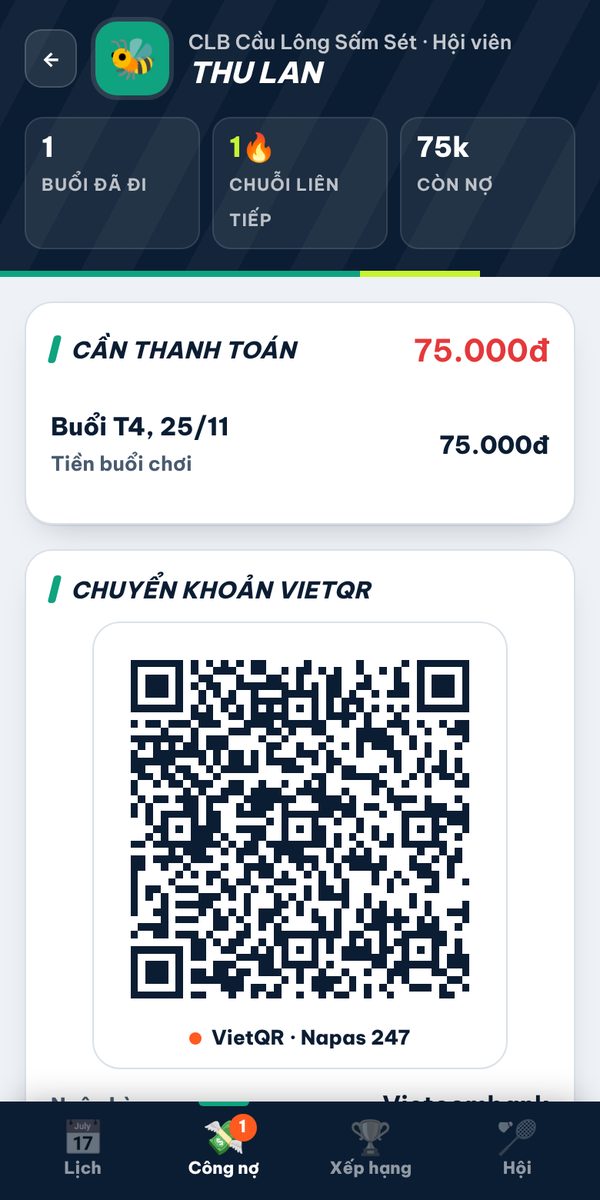 CLB Cầu Lông Sấm Sét · Hội viên
THU LAN
1
BUỔI ĐÃ ĐI
1🔥
CHUỖI LIÊN
TIẾP
75k
CÒN NỢ
CẦN THANH TOÁN
75.000đ
Buổi T4, 25/11
Tiền buổi chơi
75.000đ
CHUYỂN KHOẢN VIETQR
VietQR · Napas 247
July
17
Lịch
1
Công nợ
Xếp hạng
Hội